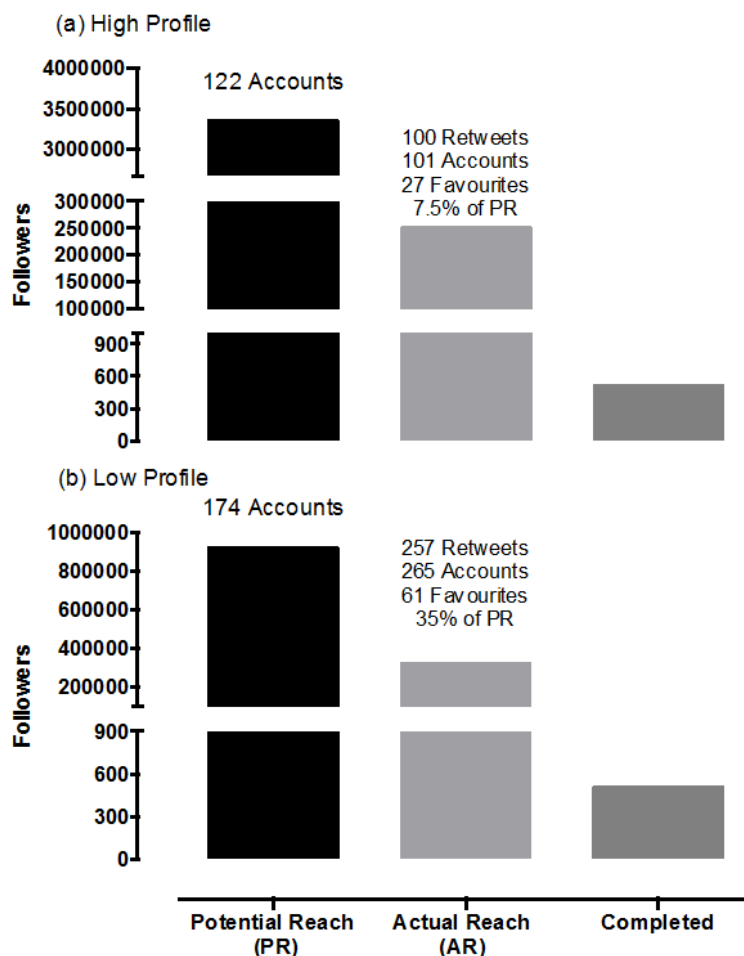 (a) High Profile
4000000
3500000
3000000
300000
250000
200000
150000
100000
900
600
300
0
Followers
122 Accounts
100 Retweets
101 Accounts
27 Favourites
7.5% of PR
(b) Low Profile
1000000
800000
600000
400000
200000
900
600
300
0
Followers
174 Accounts
257 Retweets
265 Accounts
61 Favourites
35% of PR
Potential Reach
(PR)
Actual Reach
(AR)
Completed